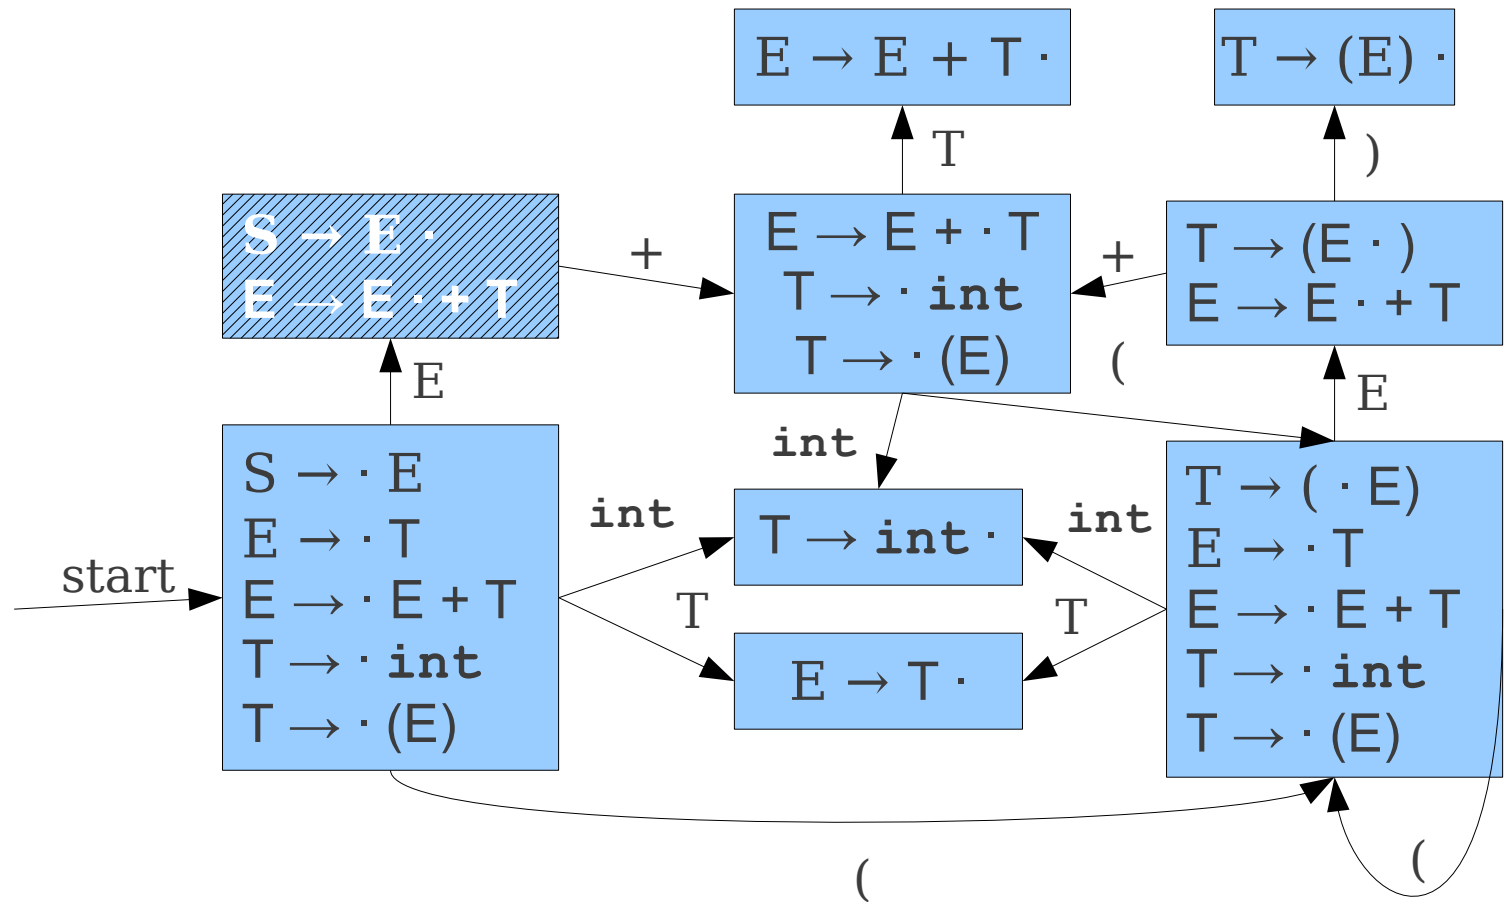 E → E + T ·
T → (E) ·
T
)
S → E ·
E → E · + T
+
E → E + · T
T → · int
T → · (E)
+
T → (E · )
E → E · + T
E
(
E
int
S → · E
E → · T
E → · E + T
T → · int
T → · (E)
start
int
T
T → int ·
E → T ·
int
T
T → ( · E)
E → · T
E → · E + T
T → · int
T → · (E)
(
(